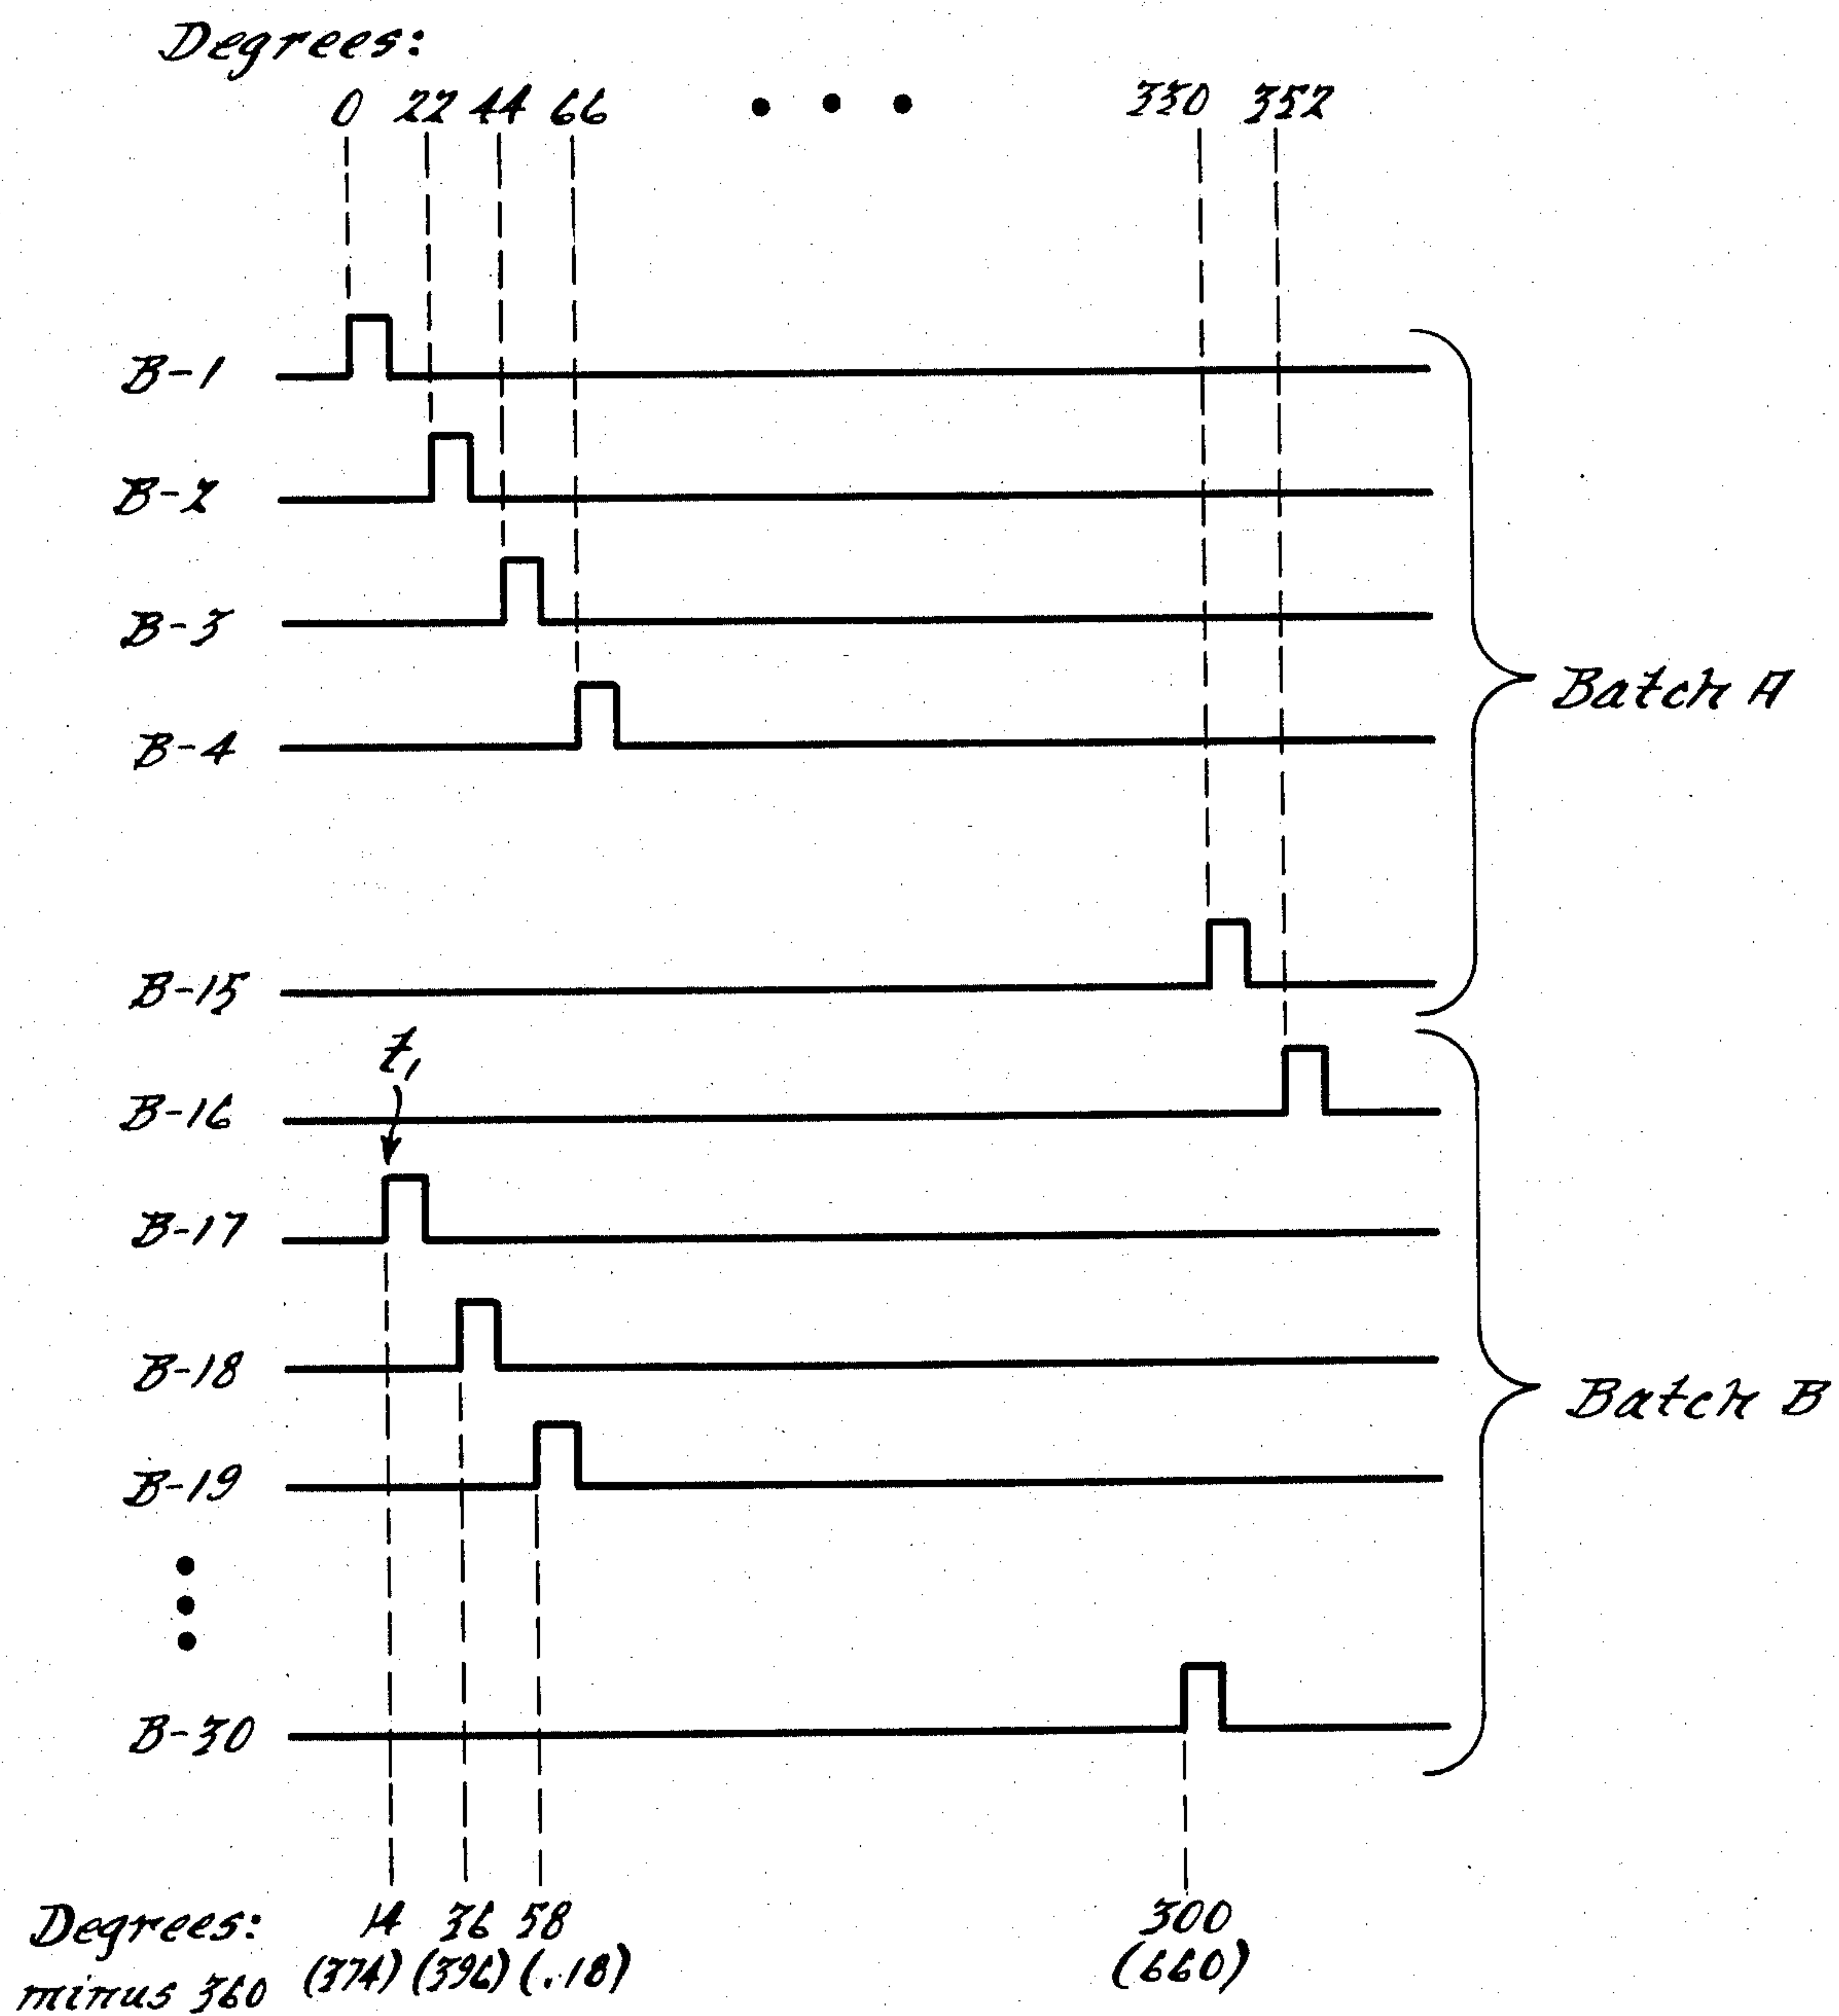 Degrees:
0 22 44 66 • • • 330 352
B-1
B-2
B-3
B-4
Batch A
B-15
t1
B-16
B-17
B-18
B-19
Batch B
B-30
Degrees: 14 36 58 300
minus 360 (374) (396) (.18) (660)